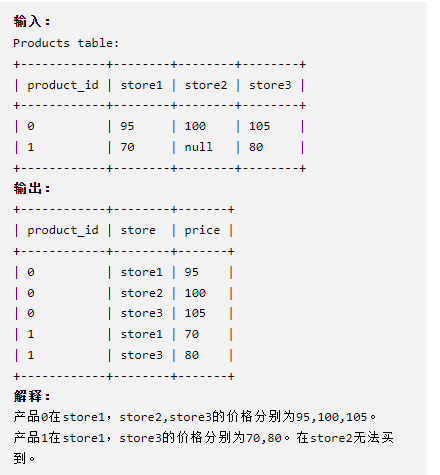 输入：
Products table:
+------------+--------+--------+--------+
| product_id | store1 | store2 | store3 |
+------------+--------+--------+--------+
| 0          | 95     | 100    | 105    |
| 1          | 70     | null   | 80     |
+------------+--------+--------+--------+
输出：
+------------+--------+-------+
| product_id | store  | price |
+------------+--------+-------+
| 0          | store1 | 95    |
| 0          | store2 | 100   |
| 0          | store3 | 105   |
| 1          | store1 | 70    |
| 1          | store3 | 80    |
+------------+--------+-------+
解释：
产品0在store1，store2,store3的价格分别为95,100,105。
产品1在store1，store3的价格分别为70,80。在store2无法买
到。